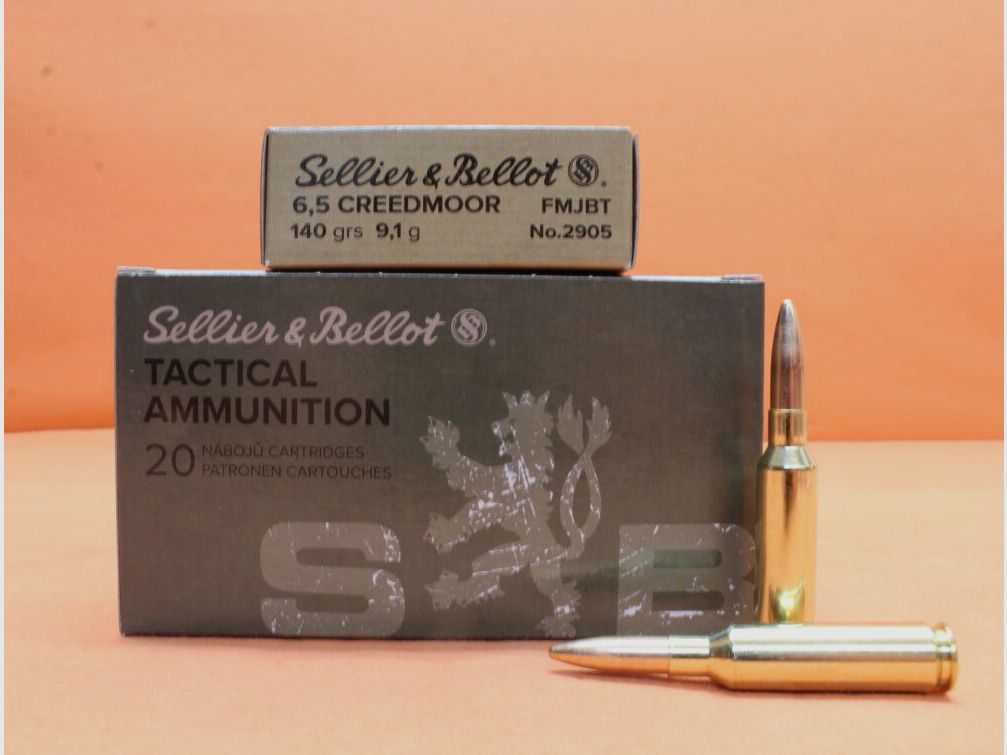 Sellier & Bellot
6,5 CREEDMOOR FMJBT
140 grs 9,1 g No.2905
Sellier & Bellot
TACTICAL
AMMUNITION
20 NÁBOJŮ CARTRIDGES
PATRONEN CARTOUCHES
S B